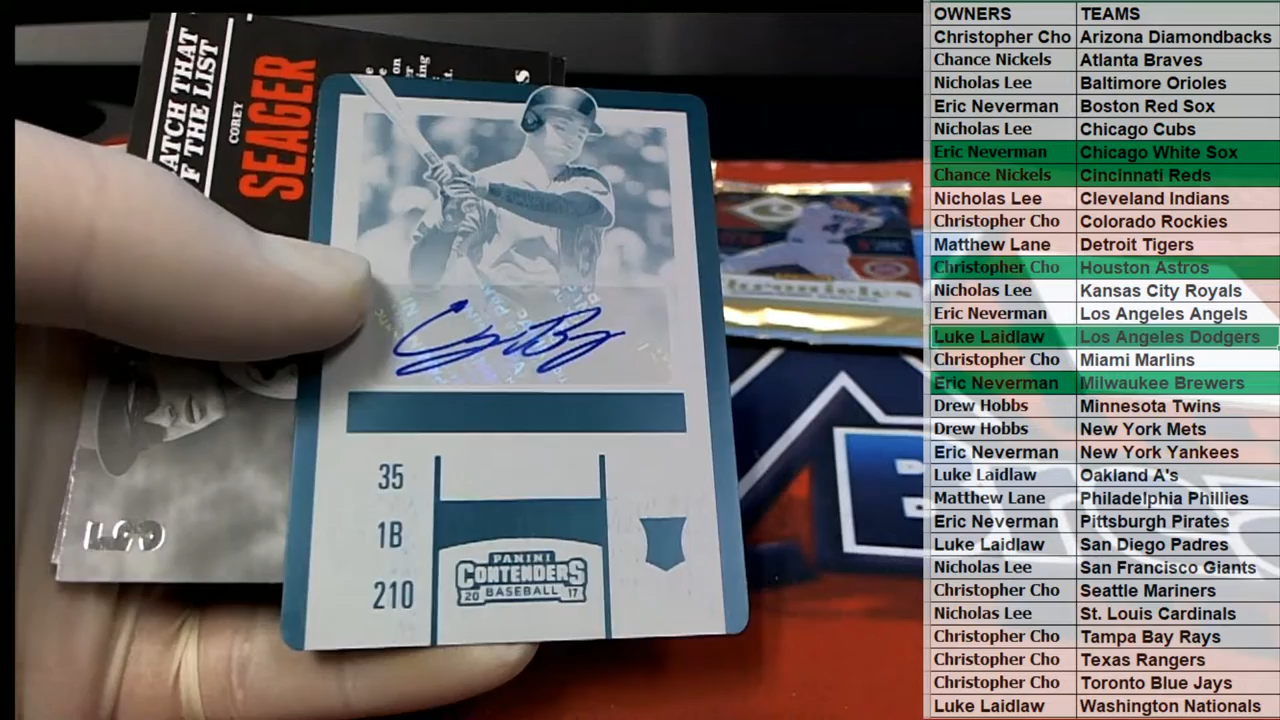 ATCH THAT
F THE LIST
COREY
SEAGER
35
1B
210
PANINI
CONTENDERS
20 BASEBALL 17
OWNERS TEAMS
Christopher Cho Arizona Diamondbacks
Chance Nickels Atlanta Braves
Nicholas Lee Baltimore Orioles
Eric Neverman Boston Red Sox
Nicholas Lee Chicago Cubs
Eric Neverman Chicago White Sox
Chance Nickels Cincinnati Reds
Nicholas Lee Cleveland Indians
Christopher Cho Colorado Rockies
Matthew Lane Detroit Tigers
Christopher Cho Houston Astros
Nicholas Lee Kansas City Royals
Eric Neverman Los Angeles Angels
Luke Laidlaw Los Angeles Dodgers
Christopher Cho Miami Marlins
Eric Neverman Milwaukee Brewers
Drew Hobbs Minnesota Twins
Drew Hobbs New York Mets
Eric Neverman New York Yankees
Luke Laidlaw Oakland A's
Matthew Lane Philadelphia Phillies
Eric Neverman Pittsburgh Pirates
Luke Laidlaw San Diego Padres
Nicholas Lee San Francisco Giants
Christopher Cho Seattle Mariners
Nicholas Lee St. Louis Cardinals
Christopher Cho Tampa Bay Rays
Christopher Cho Texas Rangers
Christopher Cho Toronto Blue Jays
Luke Laidlaw Washington Nationals